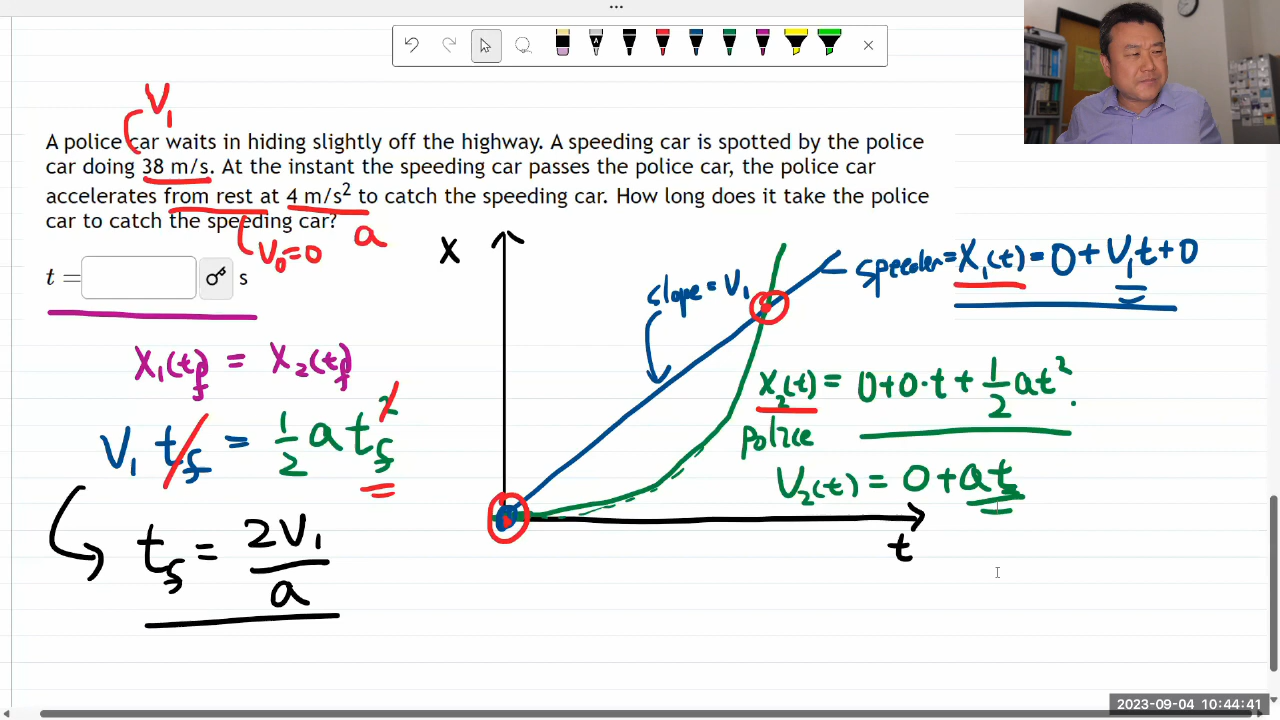 V₁
A police car waits in hiding slightly off the highway. A speeding car is spotted by the police
car doing 38 m/s. At the instant the speeding car passes the police car, the police car
accelerates from rest at 4 m/s² to catch the speeding car. How long does it take the police
car to catch the speeding car?
V₀=0
a
t = s
X₁(t_f) = X₂(t_f)
V₁ t_f = 1/2 a t_f²
t_f = 2V₁/a
X
slope = V₁
speeder = X₁(t) = 0 + V₁t + 0
X₂(t) = 0+0·t + 1/2 at².
police
V₂(t) = 0 + at_f
t
2023-09-04 10:44:41